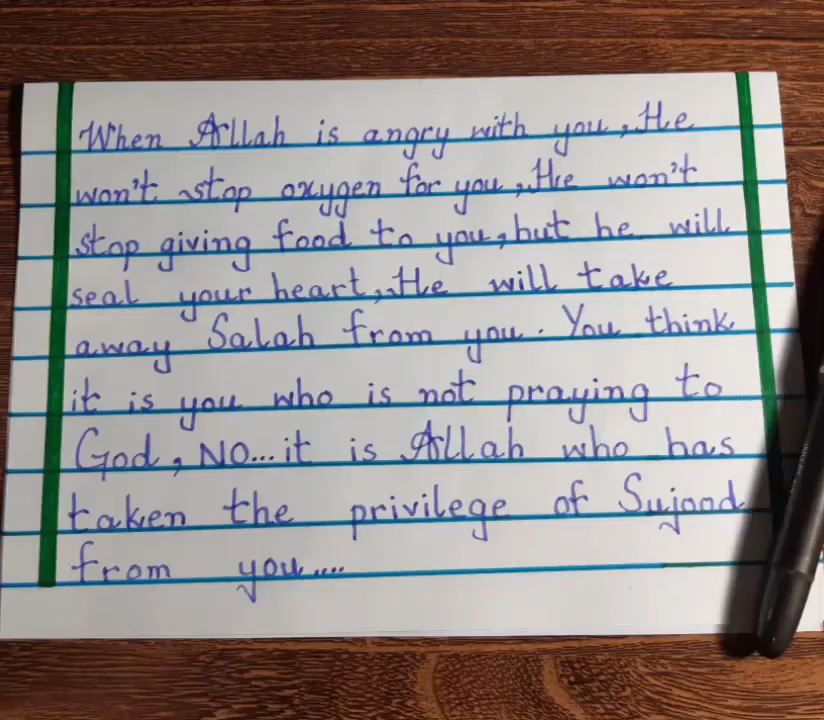 When Allah is angry with you, He
won't stop oxygen for you, He won't
stop giving food to you, but he will
seal your heart, He will take
away Salah from you. You think
it is you who is not praying to
God, NO...it is Allah who has
taken the privilege of Sujood
from you....